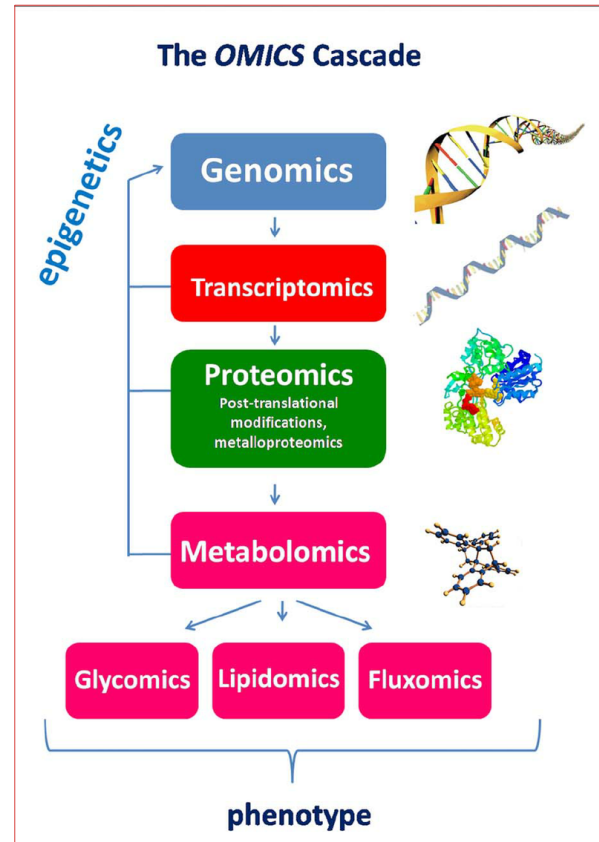 The OMICS Cascade
epigenetics
Genomics
Transcriptomics
Proteomics
Post-translational
modifications,
metalloproteomics
Metabolomics
Glycomics
Lipidomics
Fluxomics
phenotype